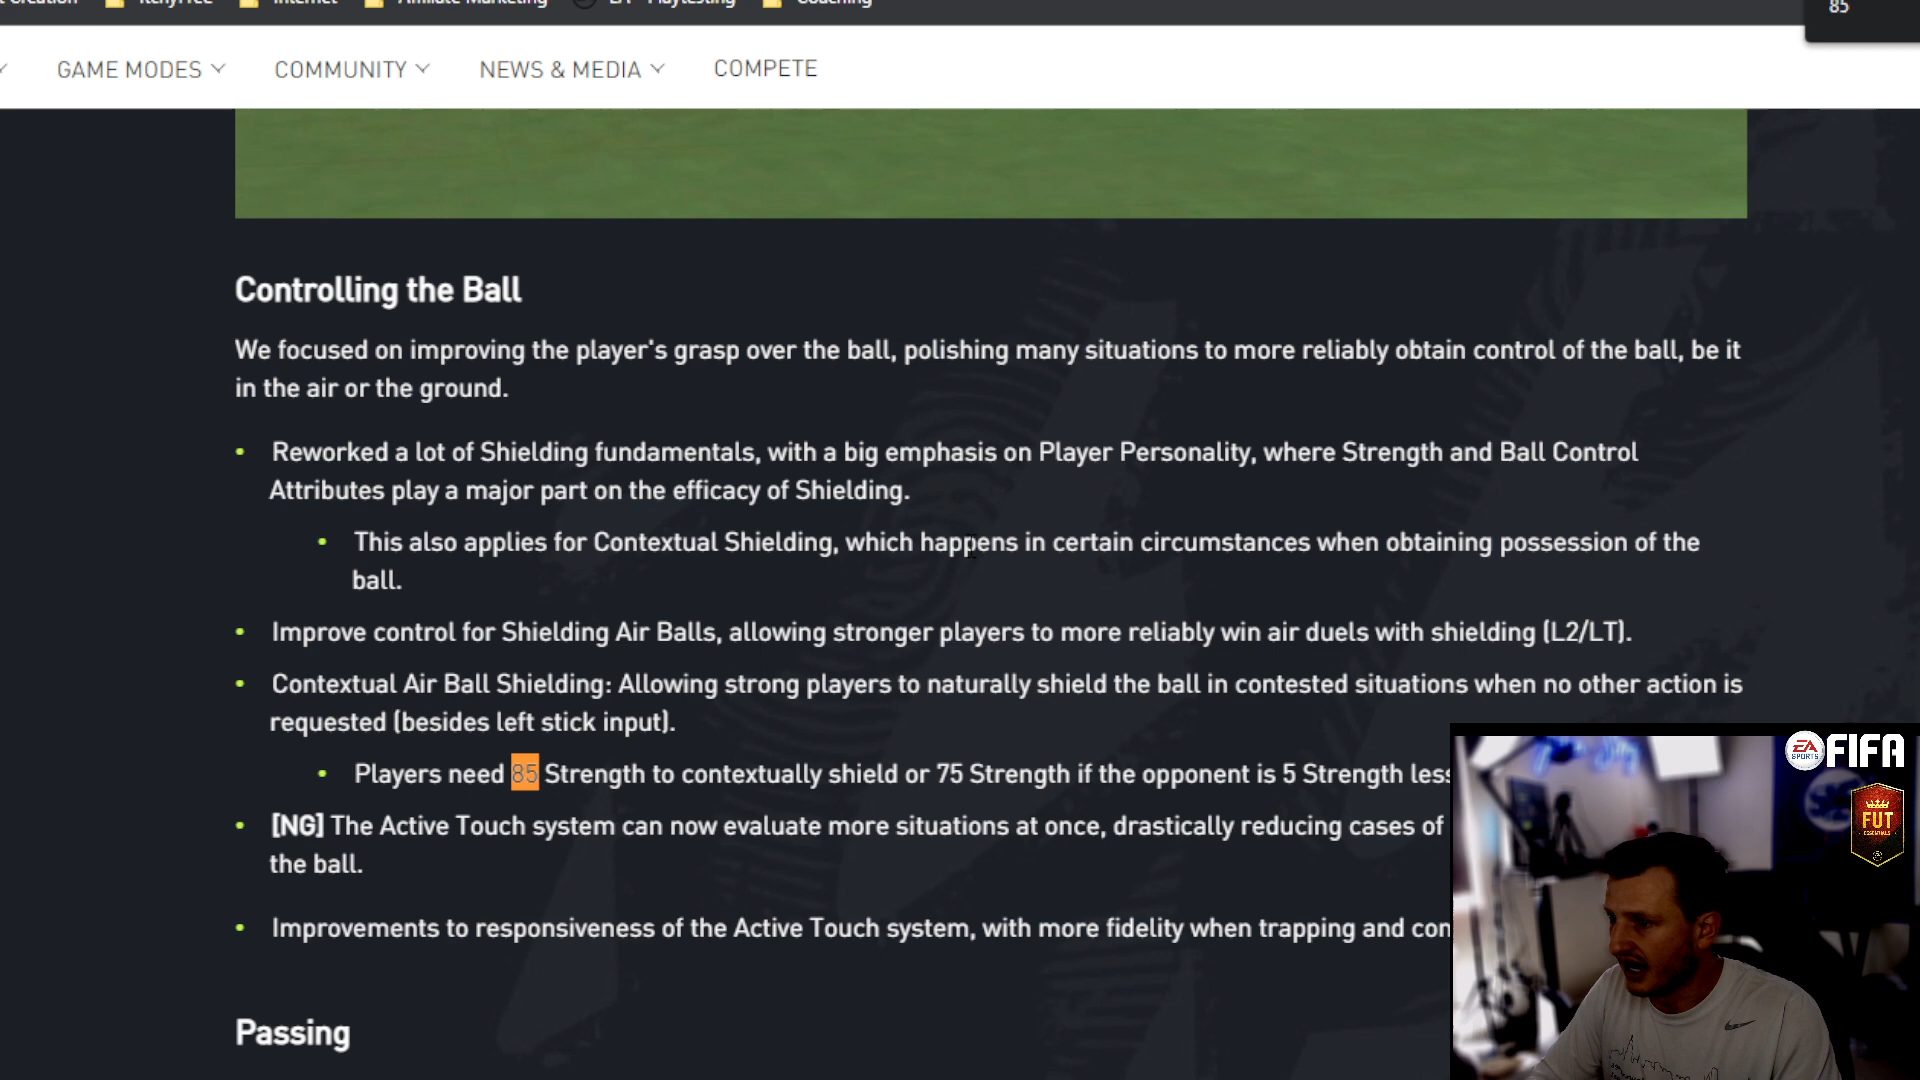 Internet
Affiliate Marketing
Coaching
85
GAME MODES
COMMUNITY
NEWS & MEDIA
COMPETE
Controlling the Ball
We focused on improving the player's grasp over the ball, polishing many situations to more reliably obtain control of the ball, be it
in the air or the ground.
• Reworked a lot of Shielding fundamentals, with a big emphasis on Player Personality, where Strength and Ball Control
Attributes play a major part on the efficacy of Shielding.
• This also applies for Contextual Shielding, which happens in certain circumstances when obtaining possession of the
ball.
• Improve control for Shielding Air Balls, allowing stronger players to more reliably win air duels with shielding (L2/LT).
• Contextual Air Ball Shielding: Allowing strong players to naturally shield the ball in contested situations when no other action is
requested (besides left stick input).
• Players need 85 Strength to contextually shield or 75 Strength if the opponent is 5 Strength less
• [NG] The Active Touch system can now evaluate more situations at once, drastically reducing cases of
the ball.
• Improvements to responsiveness of the Active Touch system, with more fidelity when trapping and con
Passing
EA SPORTS FIFA
FUT
ESSENTIALS